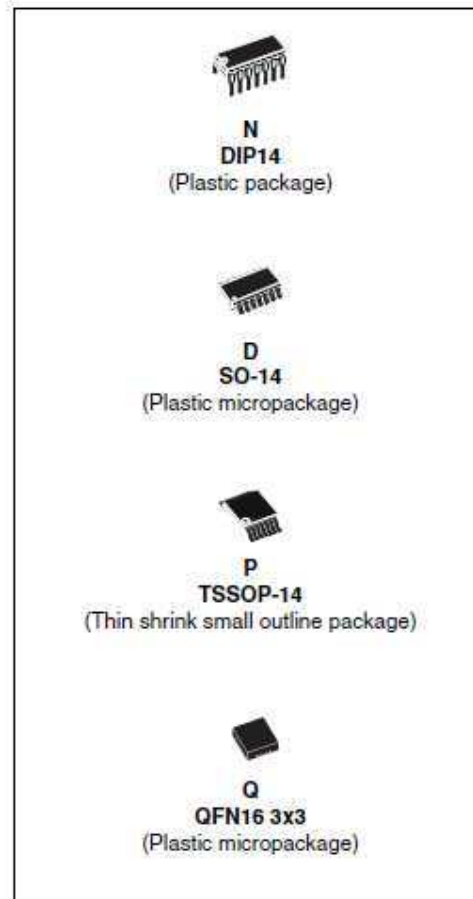 N
DIP14
(Plastic package)
D
SO-14
(Plastic micropackage)
P
TSSOP-14
(Thin shrink small outline package)
Q
QFN16 3x3
(Plastic micropackage)